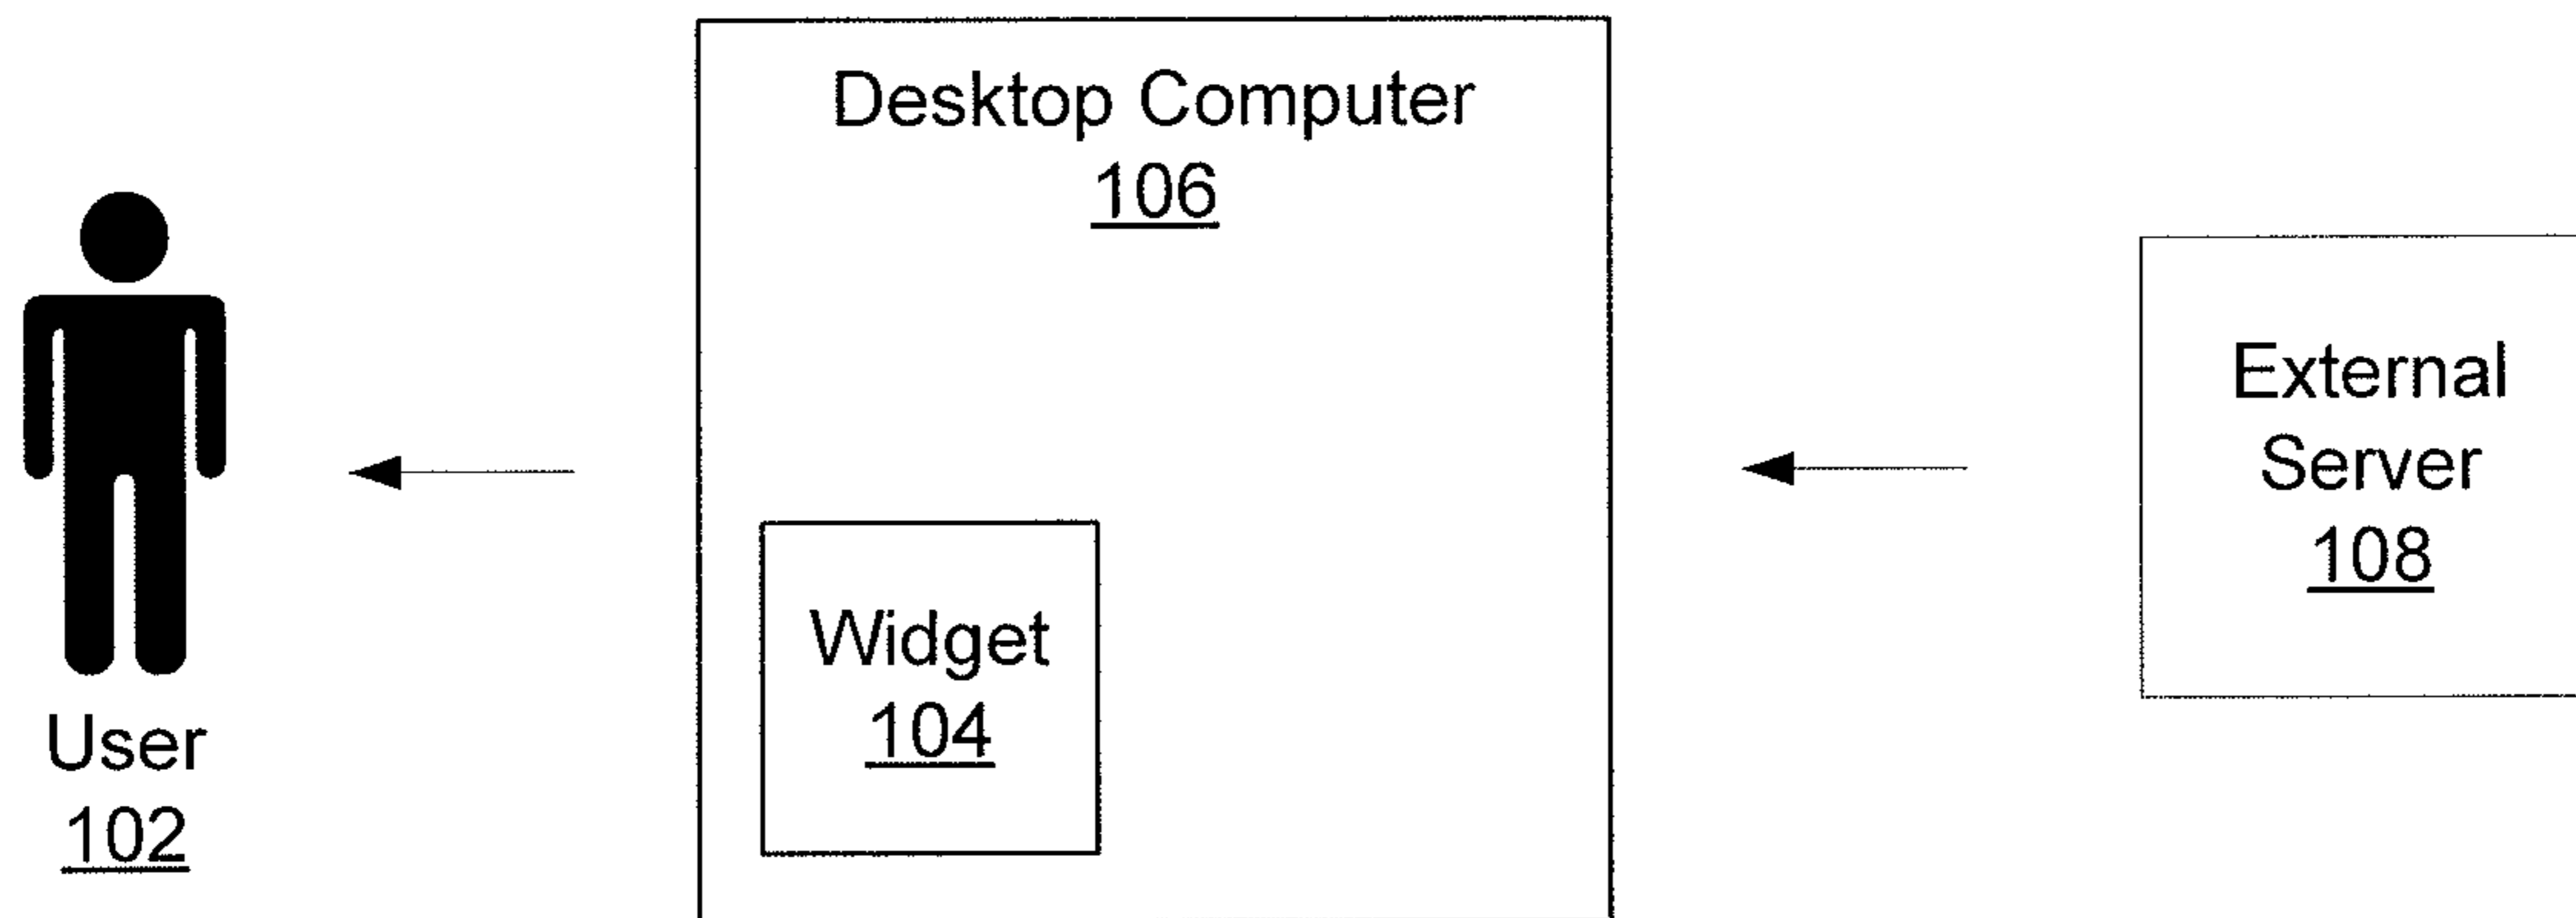 Desktop Computer
106
External
Server
108
Widget
104
User
102